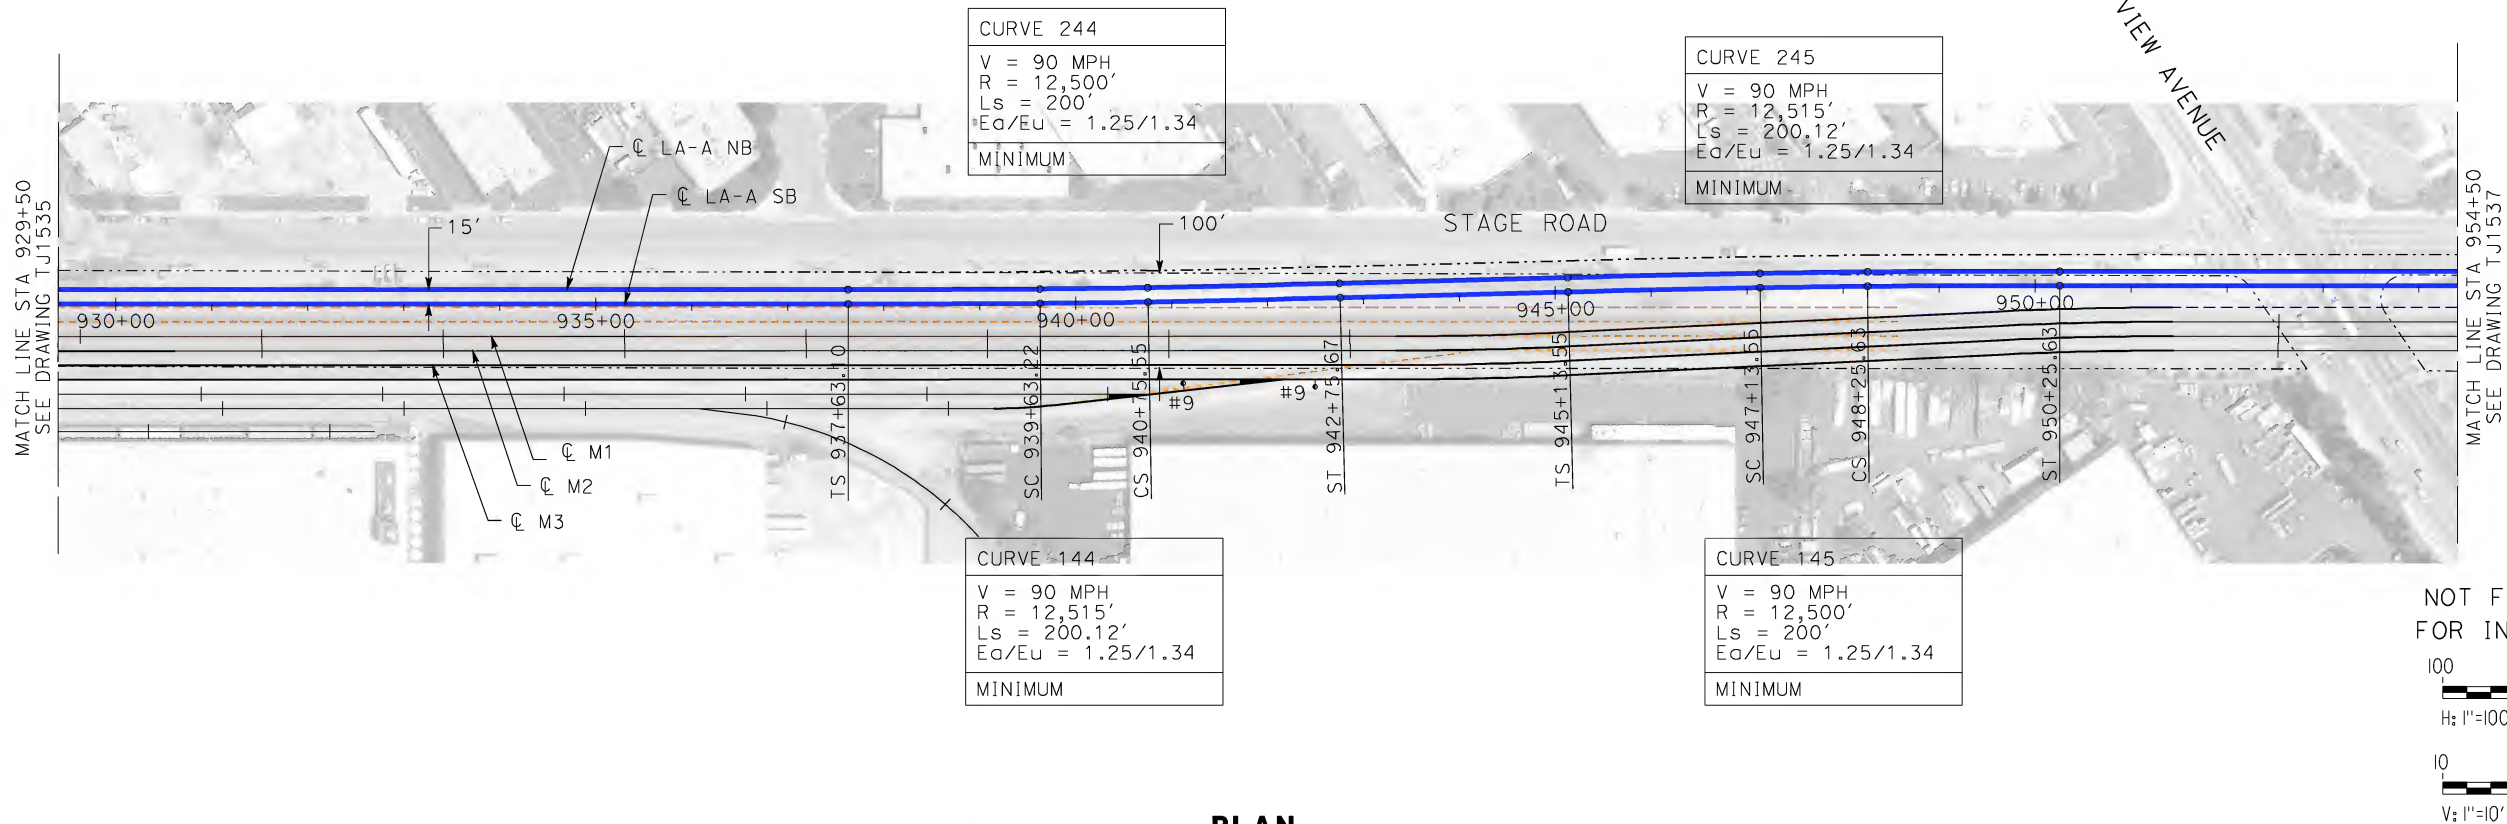 CURVE 244
V = 90 MPH
R = 12,500'
Ls = 200'
Ea/Eu = 1.25/1.34
MINIMUM
CURVE 245
V = 90 MPH
R = 12,515'
Ls = 200.12'
Ea/Eu = 1.25/1.34
MINIMUM
VIEW AVENUE
℄ LA-A NB
℄ LA-A SB
15'
100'
STAGE ROAD
MATCH LINE STA 929+50
SEE DRAWING TJ15535
930+00
935+00
940+00
945+00
950+00
MATCH LINE STA 954+50
SEE DRAWING TJ15537
℄ M1
℄ M2
℄ M3
TS 937+63.10
SC 939+63.22
CS 940+75.55
#9
#9
ST 942+75.67
TS 945+13.55
SC 947+13.55
CS 948+25.63
ST 950+25.63
CURVE 144
V = 90 MPH
R = 12,515'
Ls = 200.12'
Ea/Eu = 1.25/1.34
MINIMUM
CURVE 145
V = 90 MPH
R = 12,500'
Ls = 200'
Ea/Eu = 1.25/1.34
MINIMUM
NOT F
FOR IN
100
H: 1"=100
10
V: 1"=10'
PLAN